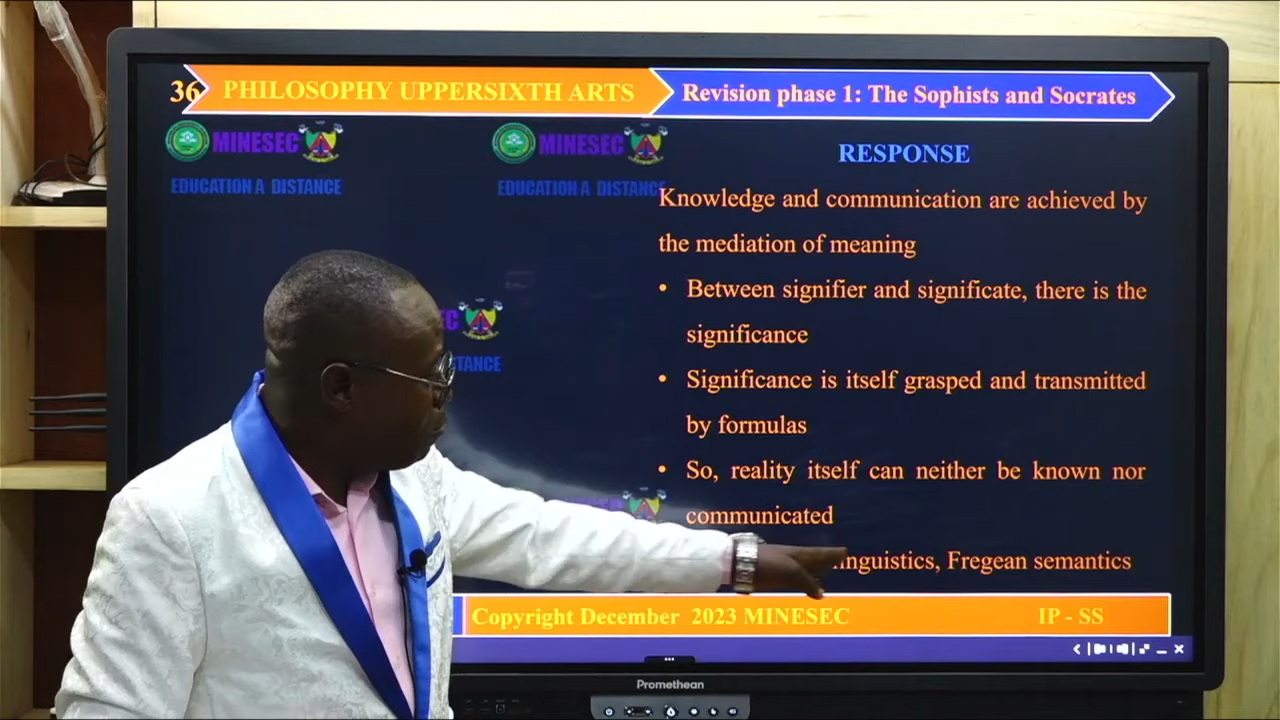 36 PHILOSOPHY UPPERSIXTH ARTS Revision phase 1: The Sophists and Socrates
MINESEC MINESEC
EDUCATION A DISTANCE EDUCATION A DISTANCE
RESPONSE
Knowledge and communication are achieved by
the mediation of meaning
• Between signifier and significate, there is the
significance
• Significance is itself grasped and transmitted
by formulas
• So, reality itself can neither be known nor
communicated
linguistics, Fregean semantics
Copyright December 2023 MINESEC IP - SS
Promethean